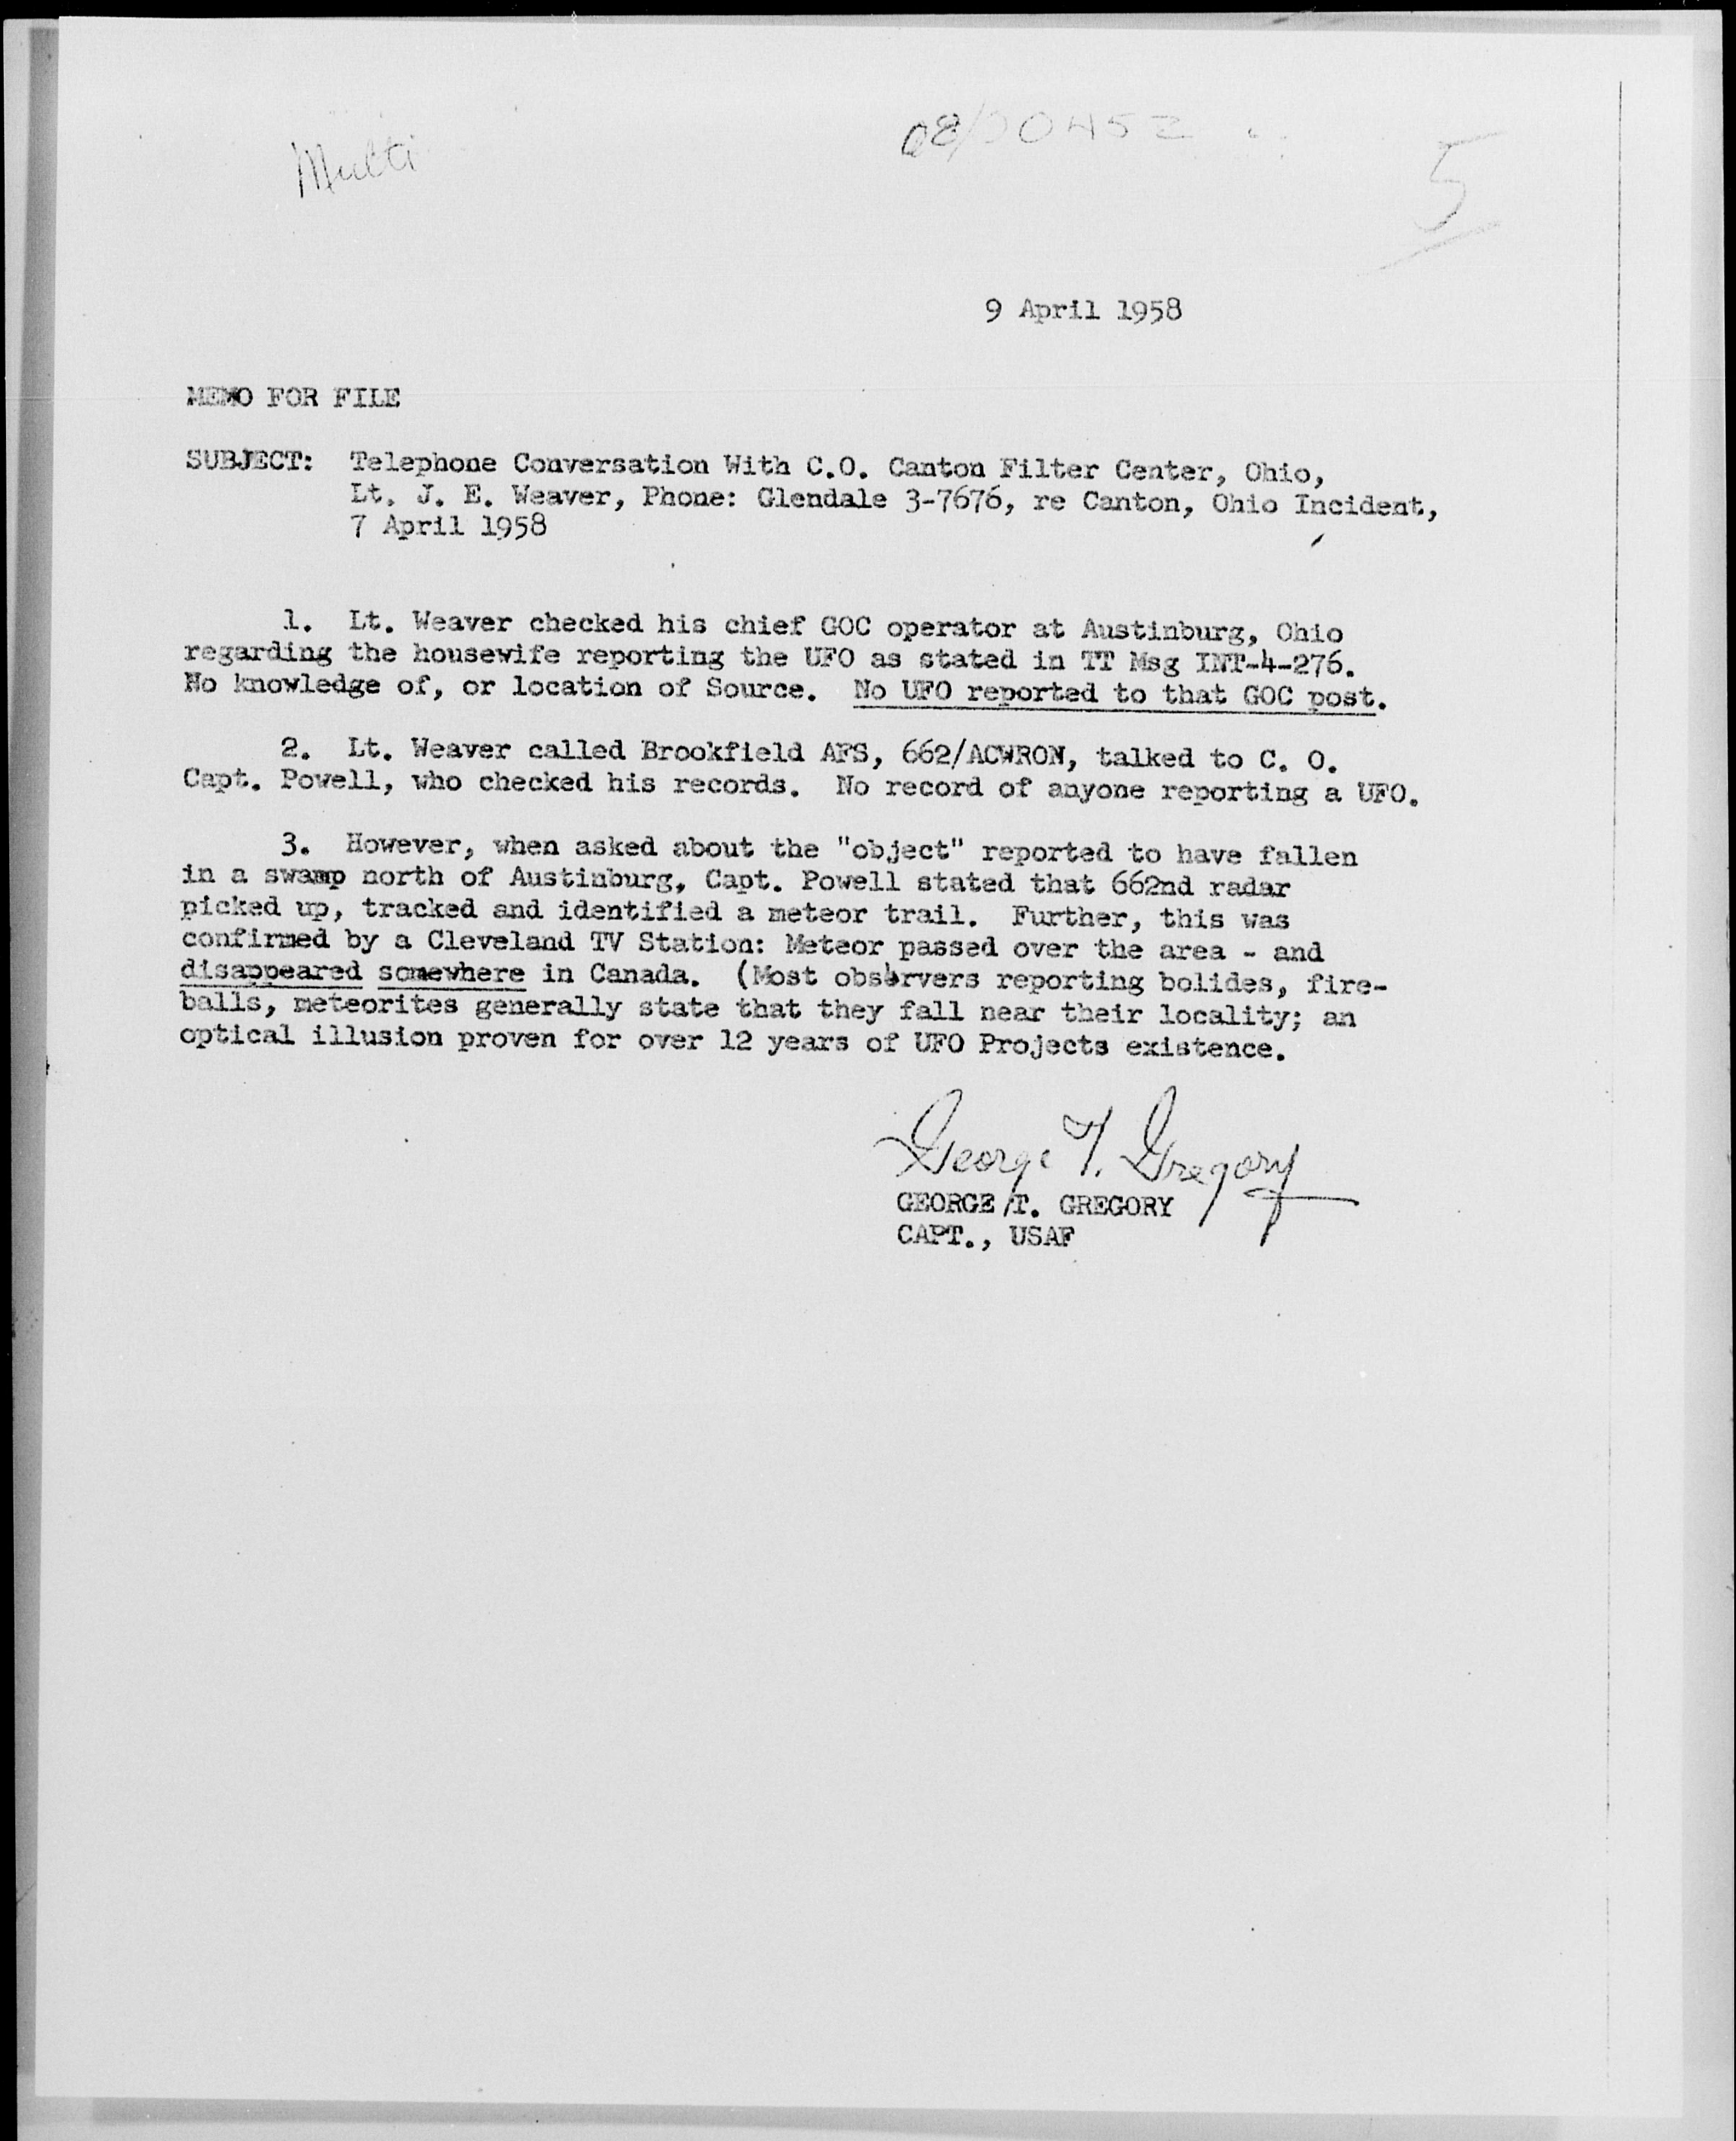 Multi
5
9 April 1958
MEMO FOR FILE
SUBJECT: Telephone Conversation With C.O. Canton Filter Center, Ohio,
Lt. J. E. Weaver, Phone: Glendale 3-7676, re Canton, Ohio Incident,
7 April 1958
1. Lt. Weaver checked his chief GOC operator at Austinburg, Ohio
regarding the housewife reporting the UFO as stated in TT Msg INT-4-276.
No knowledge of, or location of Source. No UFO reported to that GOC post.
2. Lt. Weaver called Brookfield AFS, 662/ACWRON, talked to C. O.
Capt. Powell, who checked his records. No record of anyone reporting a UFO.
3. However, when asked about the "object" reported to have fallen
in a swamp north of Austinburg, Capt. Powell stated that 662nd radar
picked up, tracked and identified a meteor trail. Further, this was
confirmed by a Cleveland TV Station: Meteor passed over the area - and
disappeared somewhere in Canada. (Most observers reporting bolides, fire-
balls, meteorites generally state that they fall near their locality; an
optical illusion proven for over 12 years of UFO Projects existence.
George T. Gregory
GEORGE T. GREGORY
CAPT., USAF